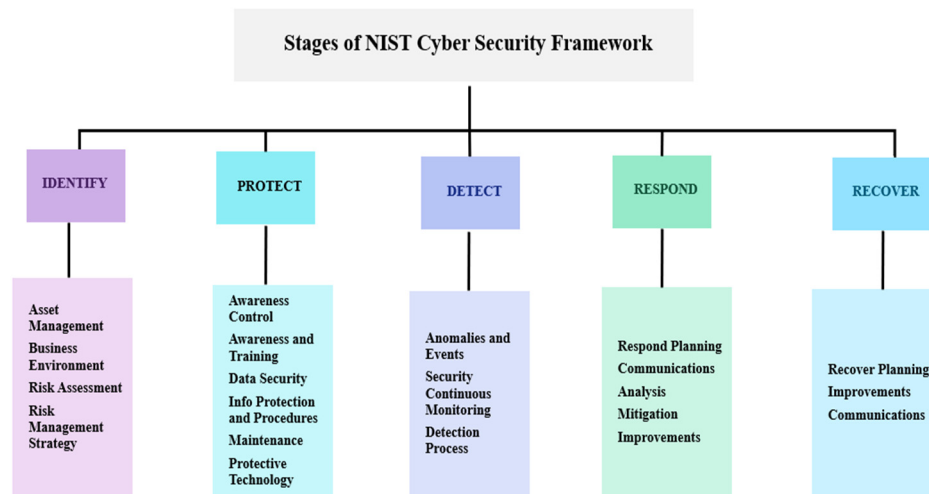 Stages of NIST Cyber Security Framework
IDENTIFY
PROTECT
DETECT
RESPOND
RECOVER
Asset
Management
Business
Environment
Risk Assessment
Risk
Management
Strategy
Awareness
Control
Awareness and
Training
Data Security
Info Protection
and Procedures
Maintenance
Protective
Technology
Anomalies and
Events
Security
Continuous
Monitoring
Detection
Process
Respond Planning
Communications
Analysis
Mitigation
Improvements
Recover Planning
Improvements
Communications